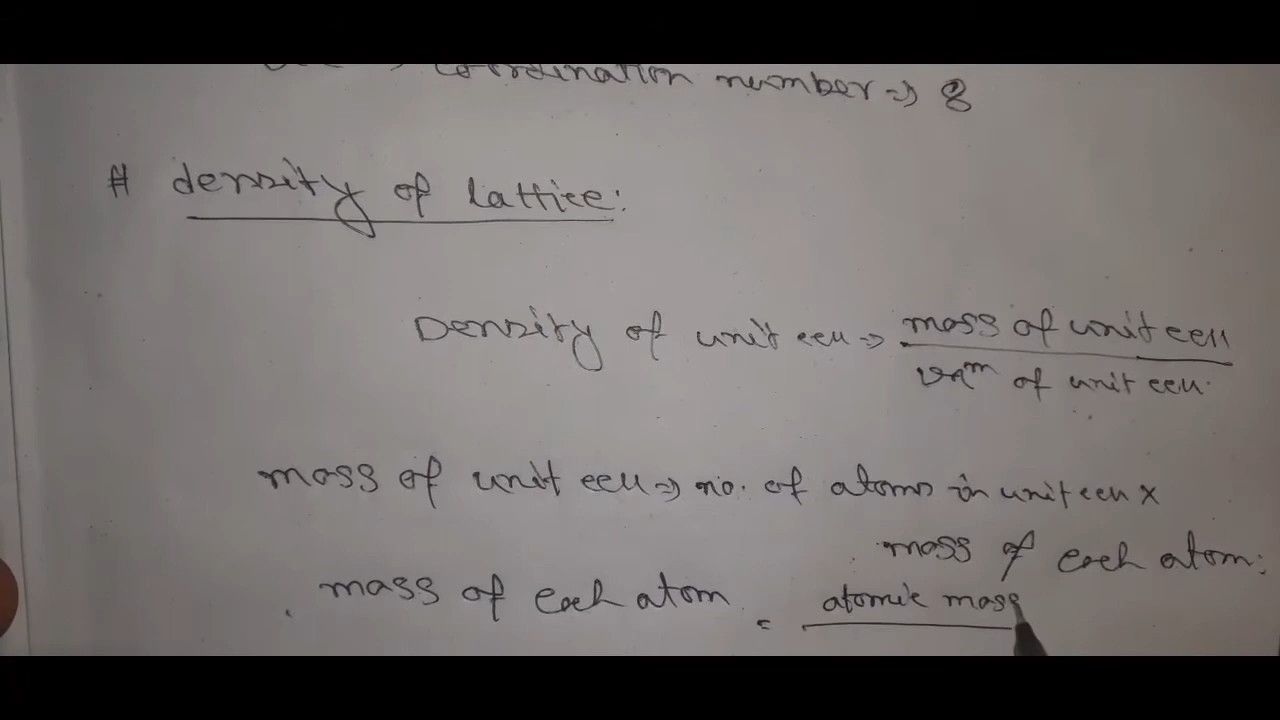 coordination number => 8
# density of lattice:
Density of unit cell => mass of unit cell
of unit cell.
mass of unit cell => no. of atoms in unit cell x
mass of each atom:
mass of each atom = atomic mass